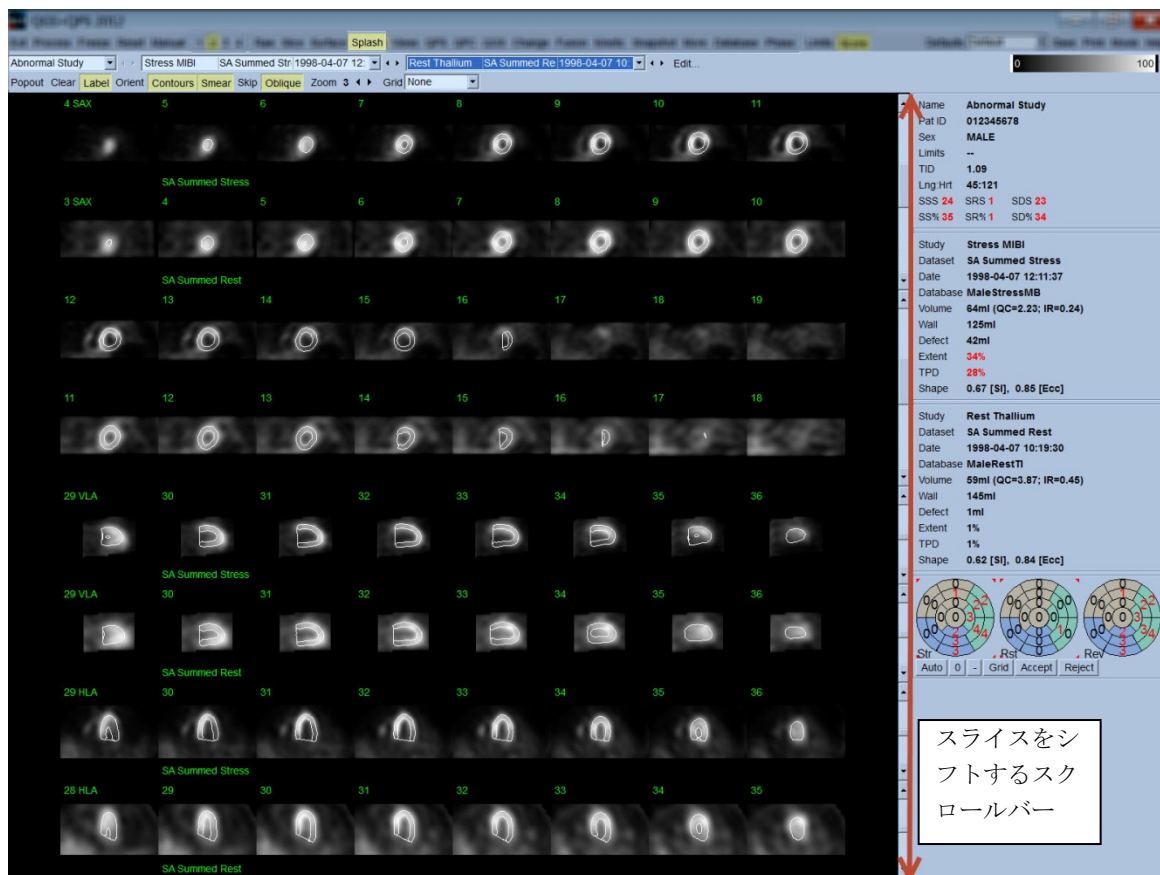 QGS+QPS 2012
Splash
Abnormal Study Stress MIBI SA Summed Str 1998-04-07 12: Rest Thallium SA Summed Re 1998-04-07 10: Edit...
0 100
Popout Clear Label Orient Contours Smear Skip Oblique Zoom 3 Grid None
4 SAX 5 6 7 8 9 10 11
SA Summed Stress
3 SAX 4 5 6 7 8 9 10
SA Summed Rest
12 13 14 15 16 17 18 19
11 12 13 14 15 16 17 18
29 VLA 30 31 32 33 34 35 36
SA Summed Stress
29 VLA 30 31 32 33 34 35 36
SA Summed Rest
29 HLA 30 31 32 33 34 35 36
SA Summed Stress
28 HLA 29 30 31 32 33 34 35
SA Summed Rest
Name Abnormal Study
Pat ID 012345678
Sex MALE
Limits --
TID 1.09
Lng:Hrt 45:121
SSS 24 SRS 1 SDS 23
SS% 35 SR% 1 SD% 34
Study Stress MIBI
Dataset SA Summed Stress
Date 1998-04-07 12:11:37
Database MaleStressMB
Volume 64ml (QC=2.23; IR=0.24)
Wall 125ml
Defect 42ml
Extent 34%
TPD 28%
Shape 0.67 [SI], 0.85 [Ecc]
Study Rest Thallium
Dataset SA Summed Rest
Date 1998-04-07 10:19:30
Database MaleRestTl
Volume 59ml (QC=3.87; IR=0.45)
Wall 145ml
Defect 1ml
Extent 1%
TPD 1%
Shape 0.62 [SI], 0.84 [Ecc]
Str Rst Rev
Auto 0 - Grid Accept Reject
スライスをシ
フトするスク
ロールバー